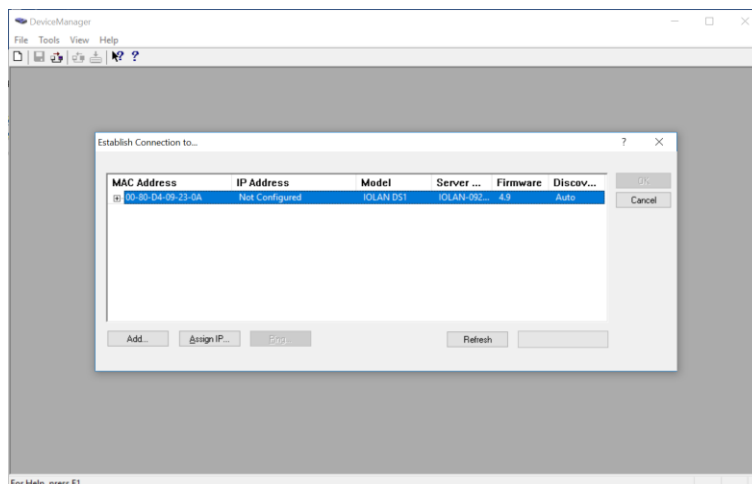 DeviceManager
File Tools View Help
Establish Connection to...
MAC Address IP Address Model Server ... Firmware Discov...
00-80-D4-09-23-0A Not Configured IOLAN DS1 IOLAN-092... 4.9 Auto
OK
Cancel
Add... Assign IP... Ping Refresh
For Help, press F1